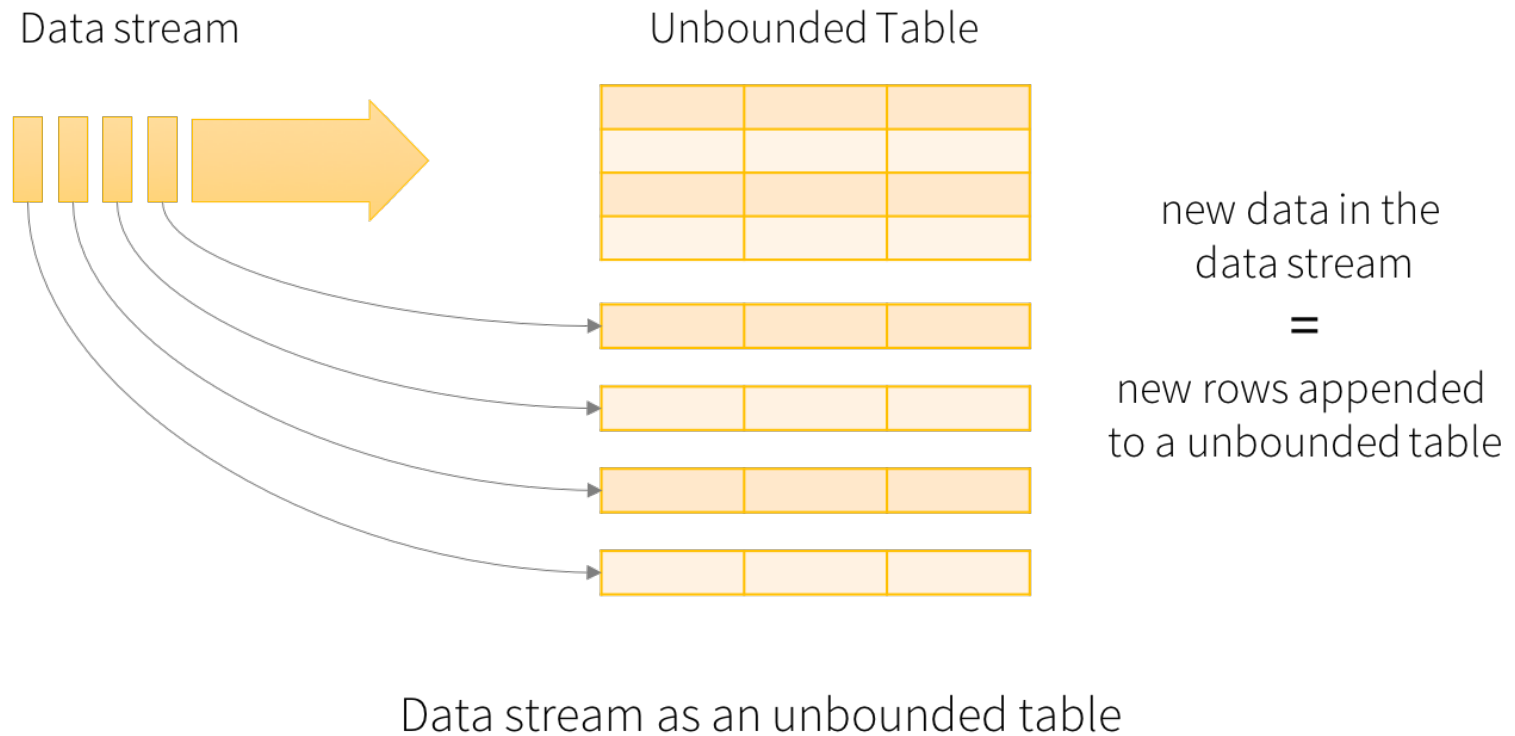 Data stream
Unbounded Table
new data in the
data stream
=
new rows appended
to a unbounded table
Data stream as an unbounded table